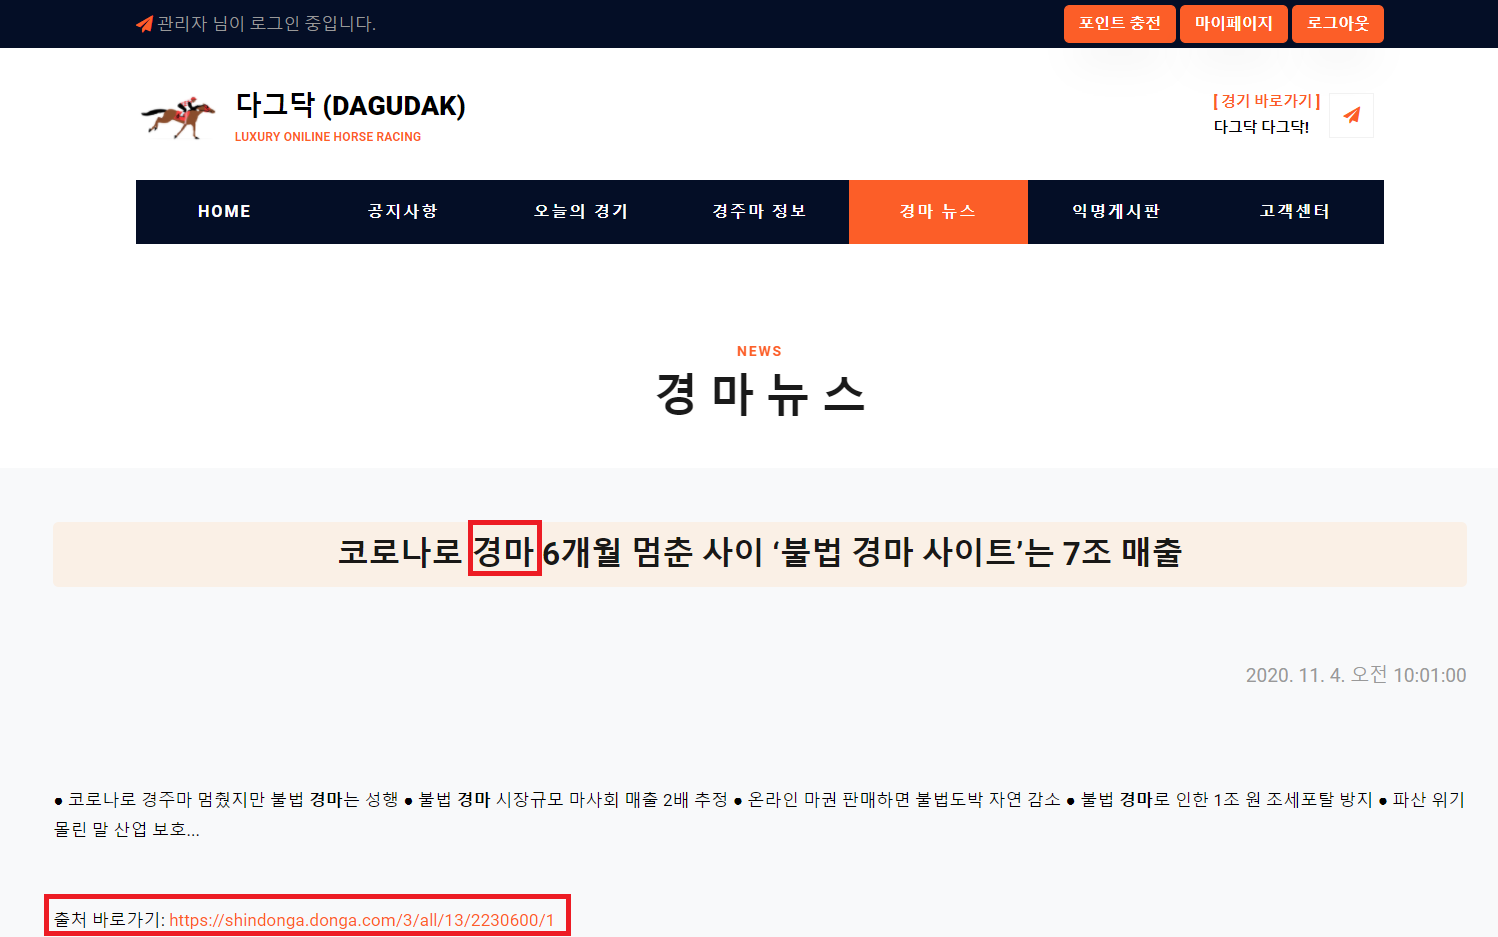 관리자 님이 로그인 중입니다.
포인트 충전
마이페이지
로그아웃
다그닥 (DAGUDAK)
LUXURY ONILINE HORSE RACING
[ 경기 바로가기 ]
다그닥 다그닥!
HOME
공지사항
오늘의 경기
경주마 정보
경마 뉴스
익명게시판
고객센터
NEWS
경 마 뉴 스
코로나로 경마 6개월 멈춘 사이 ‘불법 경마 사이트’는 7조 매출
2020. 11. 4. 오전 10:01:00
● 코로나로 경주마 멈췄지만 불법 경마는 성행 ● 불법 경마 시장규모 마사회 매출 2배 추정 ● 온라인 마권 판매하면 불법도박 자연 감소 ● 불법 경마로 인한 1조 원 조세포탈 방지 ● 파산 위기
몰린 말 산업 보호...
출처 바로가기: https://shindonga.donga.com/3/all/13/2230600/1